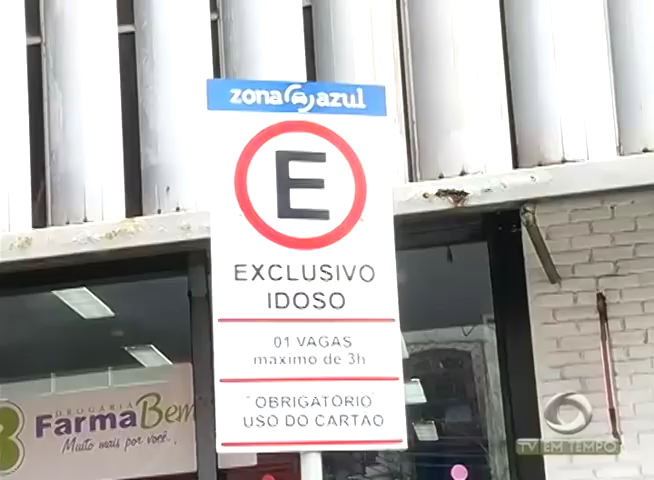 zona azul
E
EXCLUSIVO
IDOSO
01 VAGAS
maximo de 3h
OBRIGATÓRIO
USO DO CARTAO
DROGARIA
FarmaBem
Muito mais por você.
TV EM TEMPO